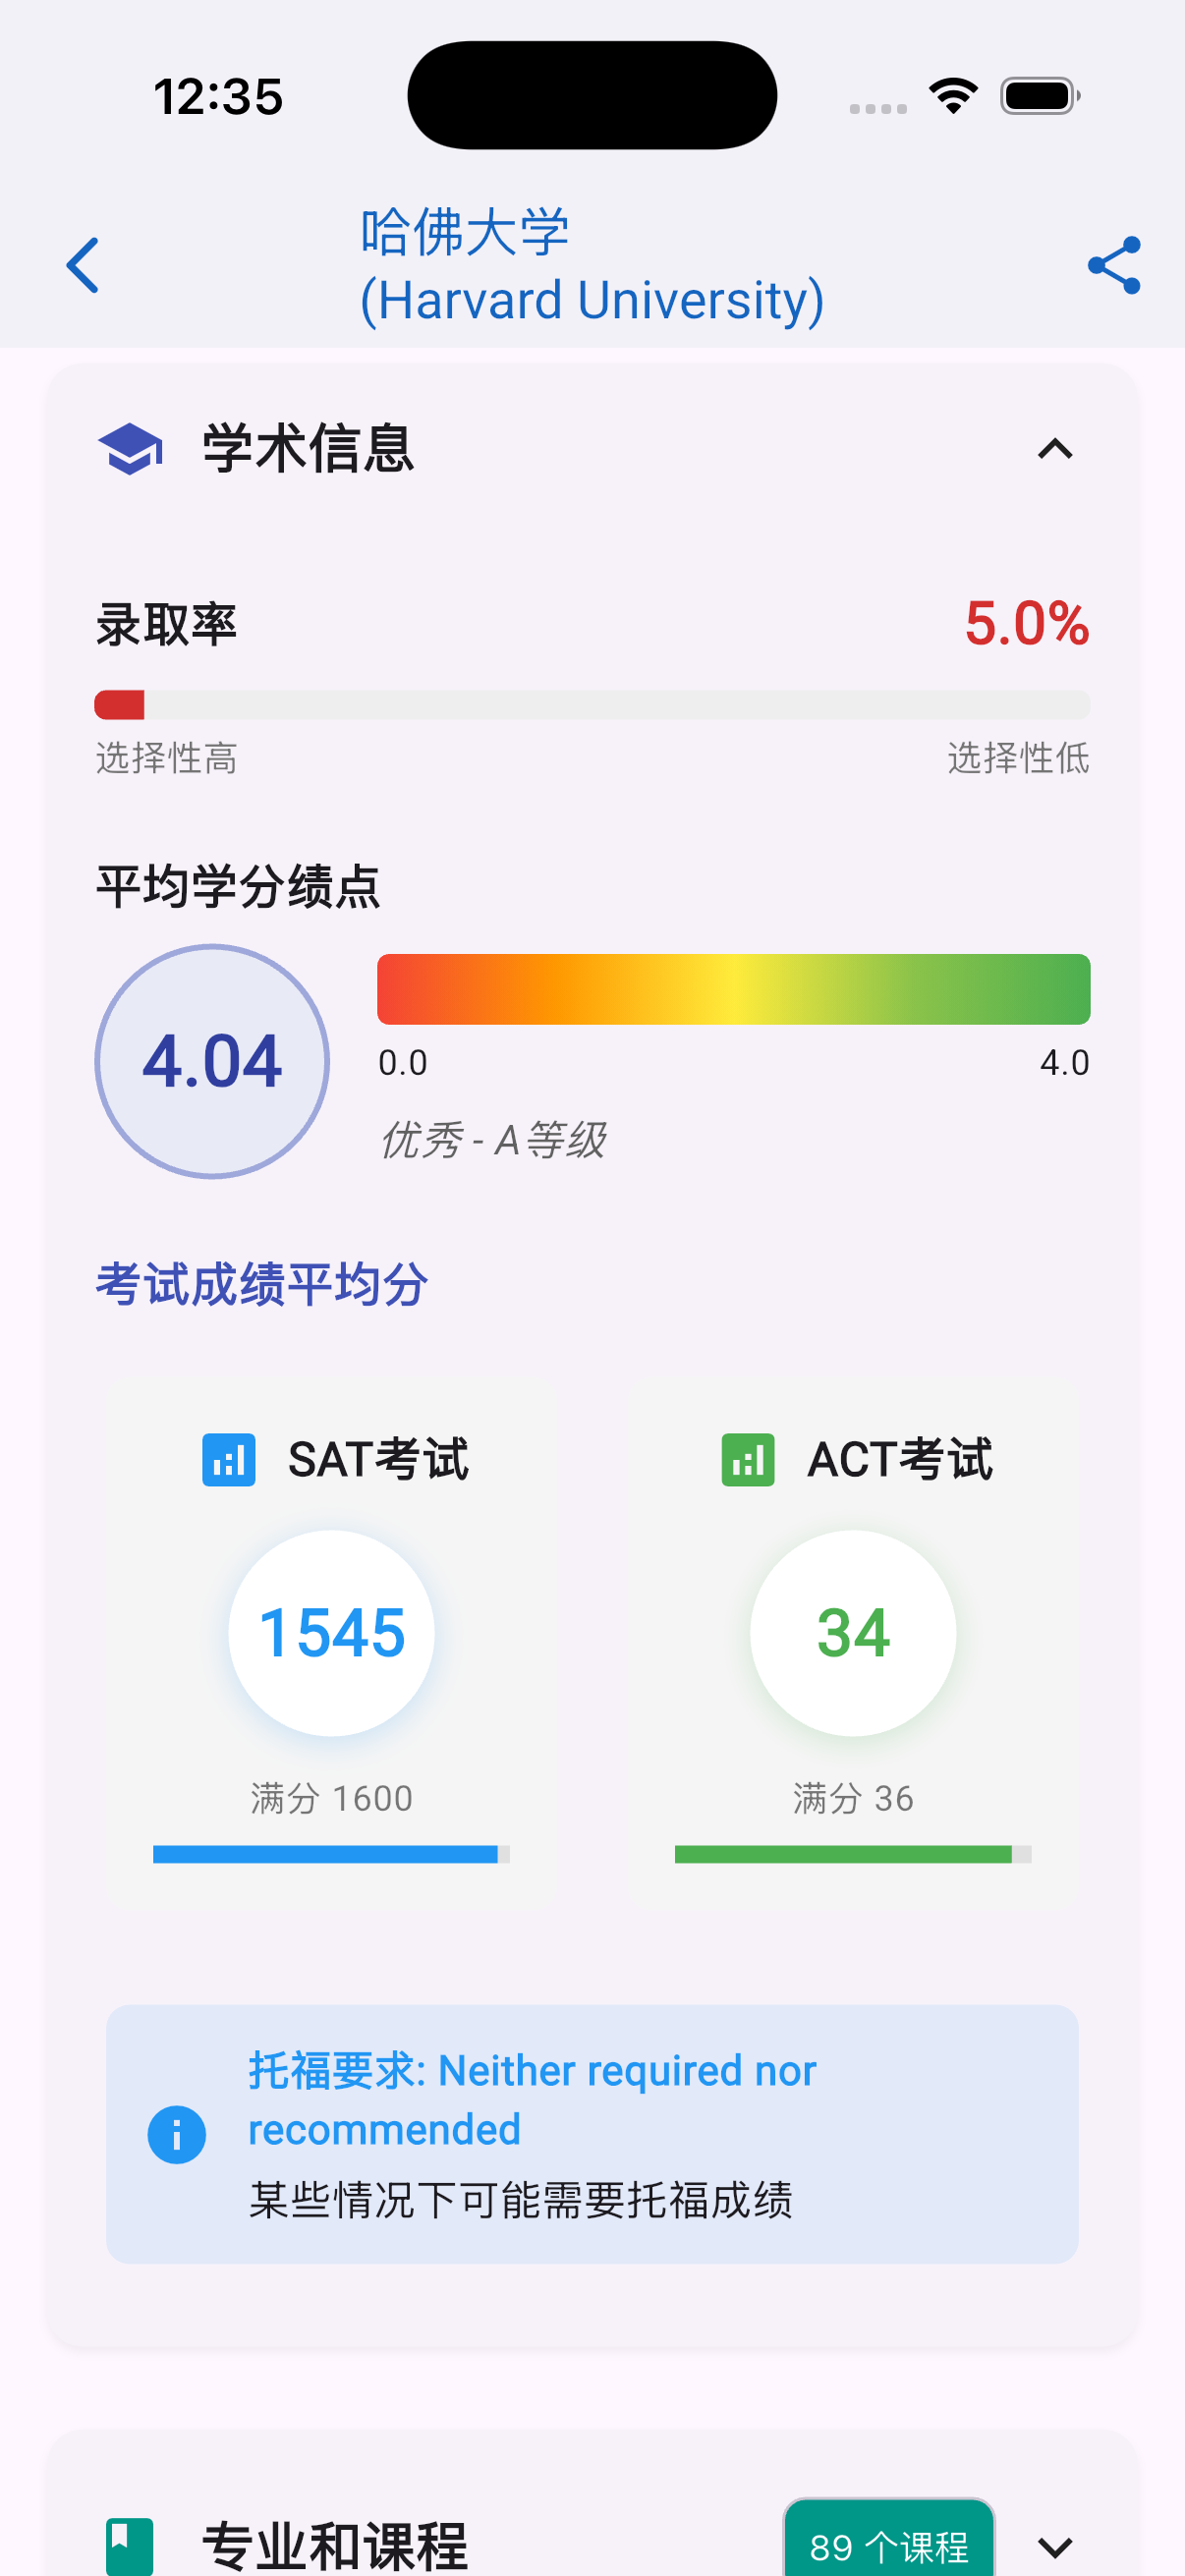 12:35
哈佛大学
(Harvard University)
学术信息
录取率
5.0%
选择性高
选择性低
平均学分绩点
4.04
0.0
4.0
优秀 - A等级
考试成绩平均分
SAT考试
1545
满分 1600
ACT考试
34
满分 36
托福要求: Neither required nor
recommended
某些情况下可能需要托福成绩
专业和课程
89 个课程